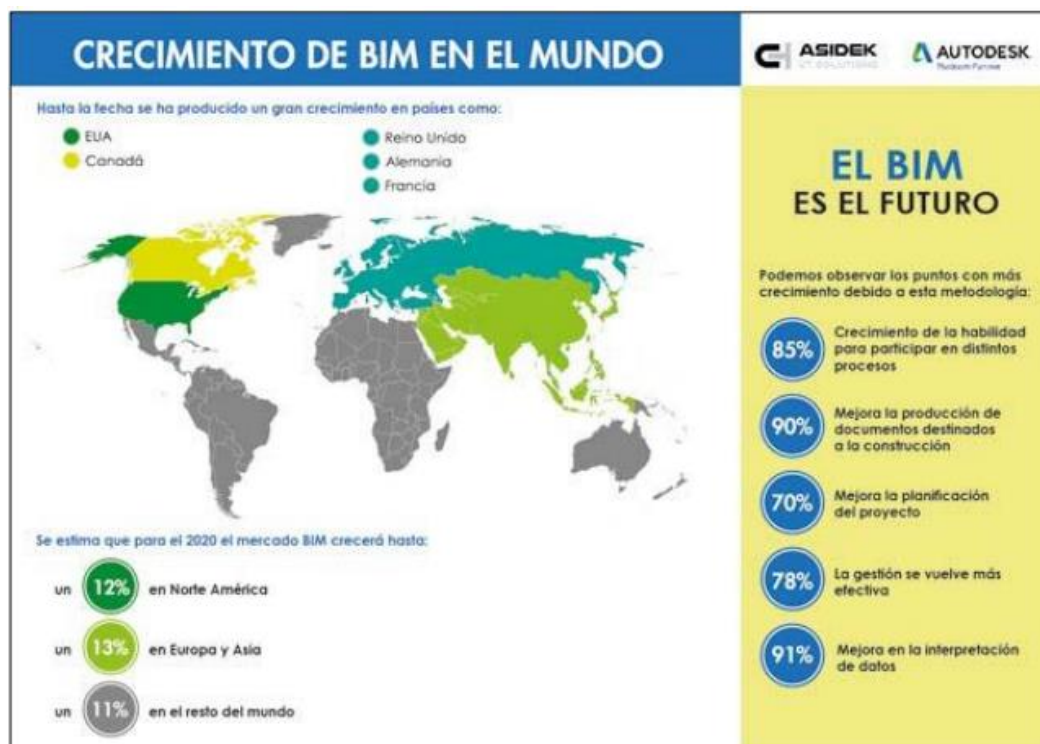 CRECIMIENTO DE BIM EN EL MUNDO
ASIDEK
CT SOLUTIONS
AUTODESK
Platinum Partner
Hasta la fecha se ha producido un gran crecimiento en países como:
EUA
Canadá
Reino Unido
Alemania
Francia
Se estima que para el 2020 el mercado BIM crecerá hasta:
un 12% en Norte América
un 13% en Europa y Asia
un 11% en el resto del mundo
EL BIM
ES EL FUTURO
Podemos observar los puntos con más
crecimiento debido a esta metodología:
85%
Crecimiento de la habilidad
para participar en distintos
procesos
90%
Mejora la producción de
documentos destinados
a la construcción
70%
Mejora la planificación
del proyecto
78%
La gestión se vuelve más
efectiva
91%
Mejora en la interpretación
de datos